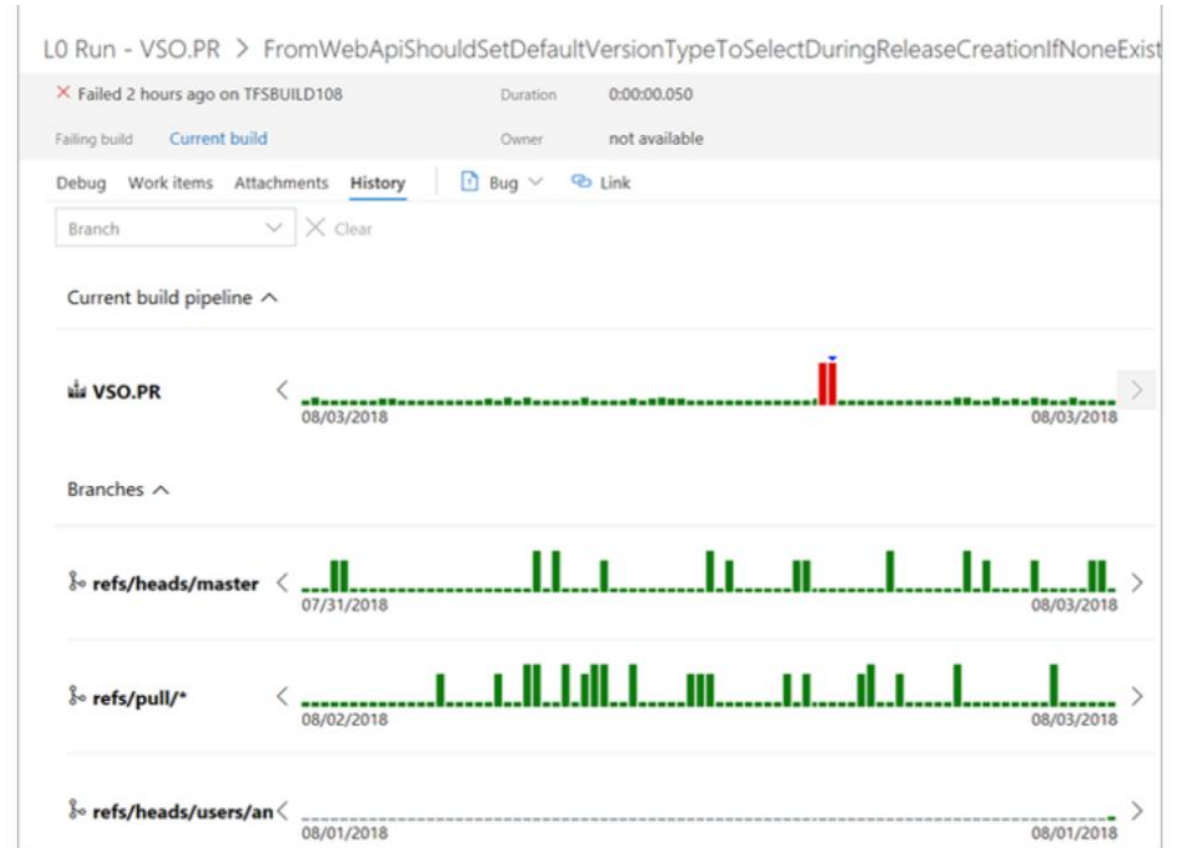 L0 Run - VSO.PR > FromWebApiShouldSetDefaultVersionTypeToSelectDuringReleaseCreationIfNoneExist
Failed 2 hours ago on TFSBUILD108 Duration 0:00:00.050
Failing build Current build Owner not available
Debug Work items Attachments History Bug Link
Branch Clear
Current build pipeline
VSO.PR
08/03/2018 08/03/2018
Branches
refs/heads/master
07/31/2018 08/03/2018
refs/pull/*
08/02/2018 08/03/2018
refs/heads/users/an
08/01/2018 08/01/2018